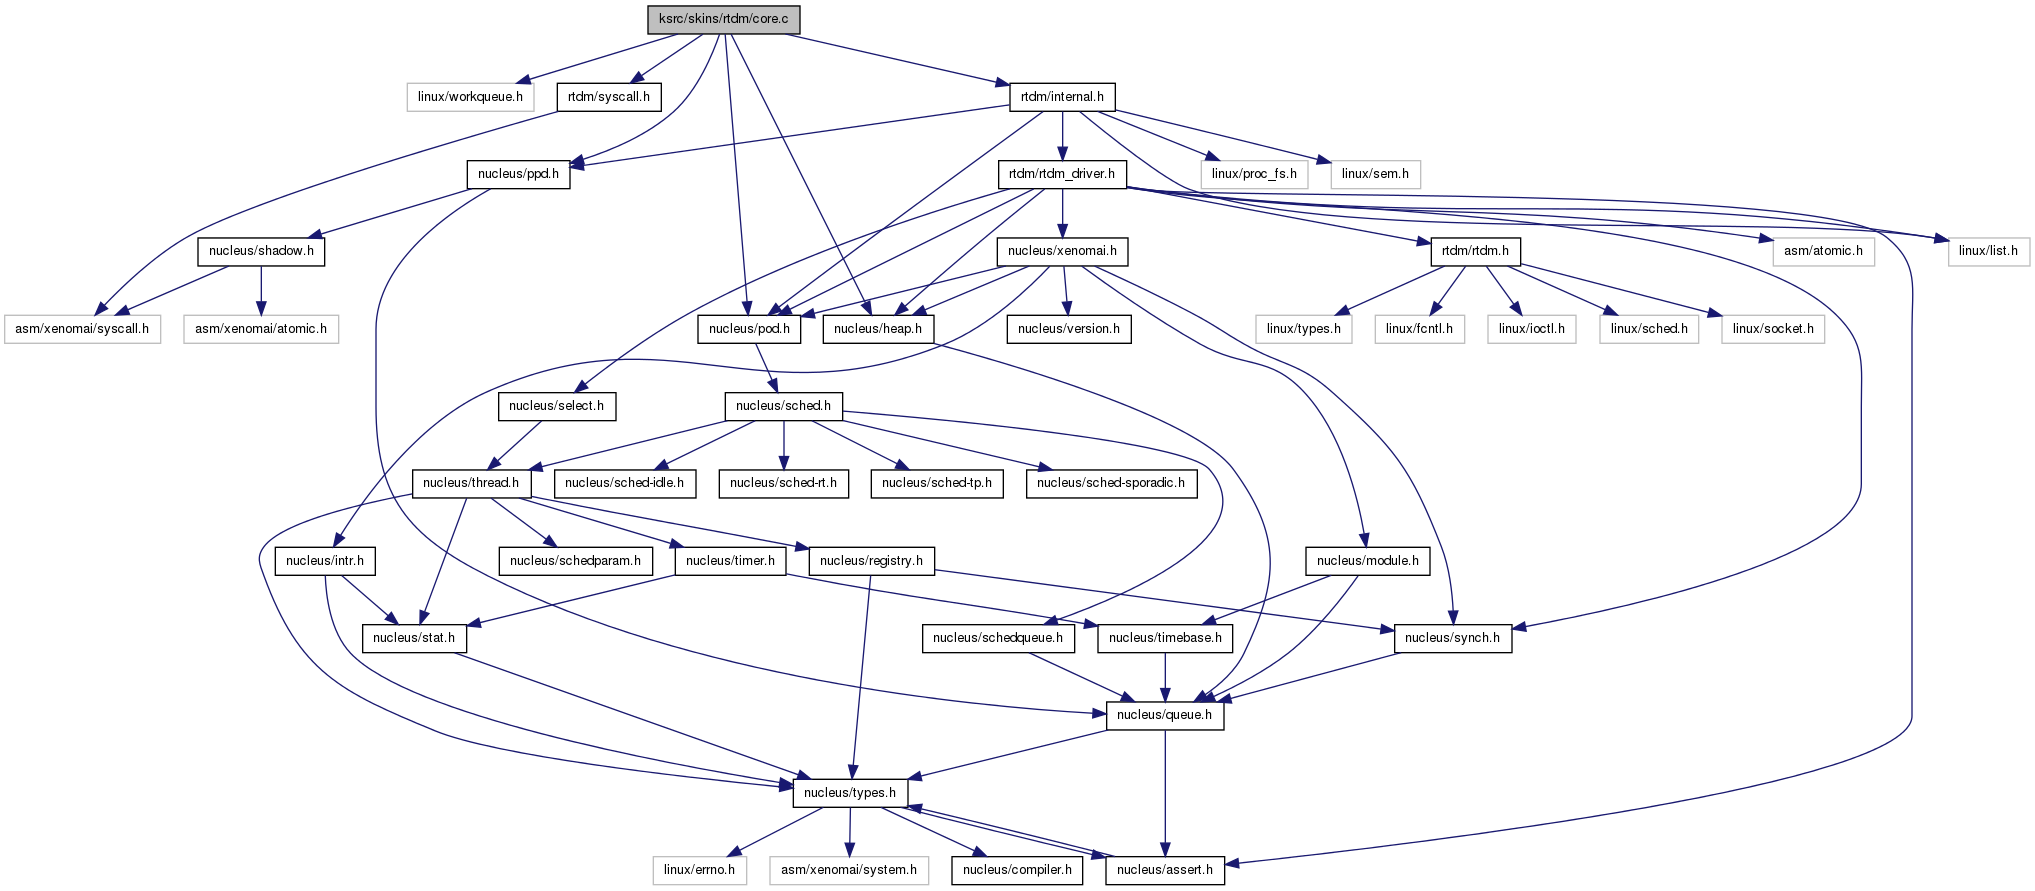 ksrc/skins/rtdm/core.c
linux/workqueue.h
rtdm/syscall.h
rtdm/internal.h
nucleus/ppd.h
rtdm/rtdm_driver.h
linux/proc_fs.h
linux/sem.h
nucleus/shadow.h
nucleus/xenomai.h
rtdm/rtdm.h
asm/atomic.h
linux/list.h
asm/xenomai/syscall.h
asm/xenomai/atomic.h
nucleus/pod.h
nucleus/heap.h
nucleus/version.h
linux/types.h
linux/fcntl.h
linux/ioctl.h
linux/sched.h
linux/socket.h
nucleus/select.h
nucleus/sched.h
nucleus/thread.h
nucleus/sched-idle.h
nucleus/sched-rt.h
nucleus/sched-tp.h
nucleus/sched-sporadic.h
nucleus/intr.h
nucleus/schedparam.h
nucleus/timer.h
nucleus/registry.h
nucleus/module.h
nucleus/stat.h
nucleus/schedqueue.h
nucleus/timebase.h
nucleus/synch.h
nucleus/queue.h
nucleus/types.h
linux/errno.h
asm/xenomai/system.h
nucleus/compiler.h
nucleus/assert.h